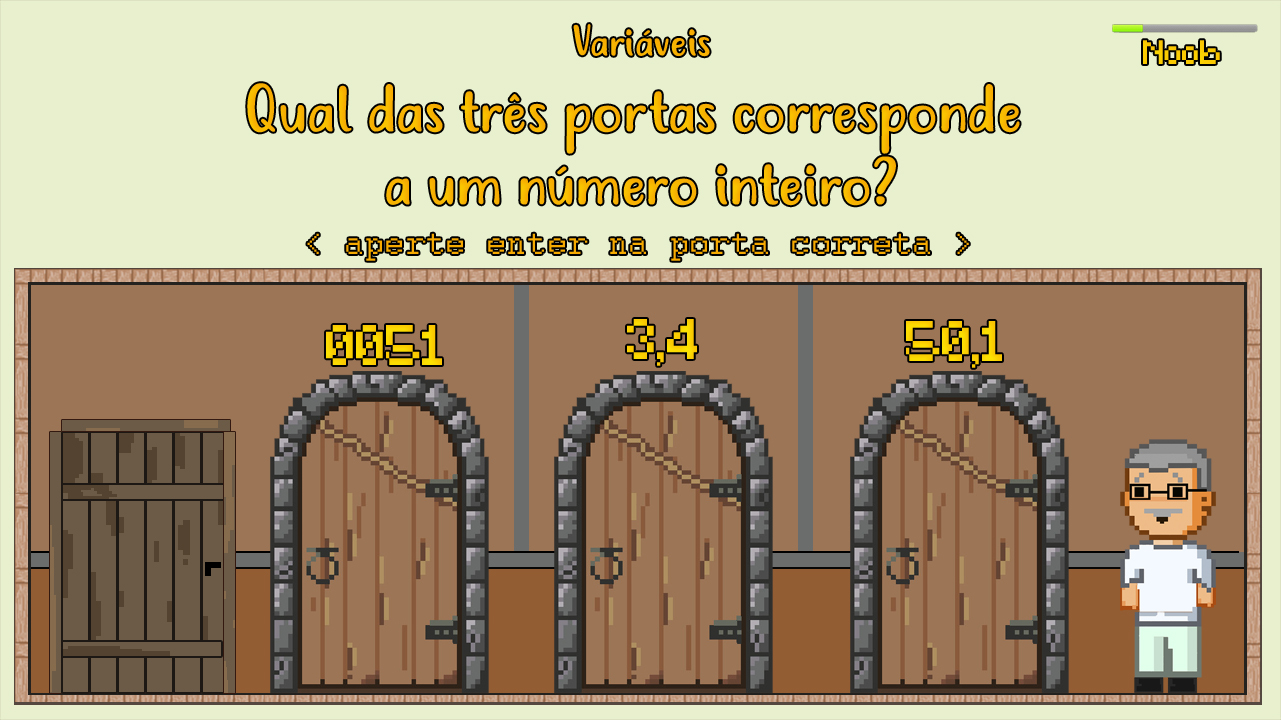 Variáveis
Noob
Qual das três portas corresponde
a um número inteiro?
< aperte enter na porta correta >
0051
3,4
50,1